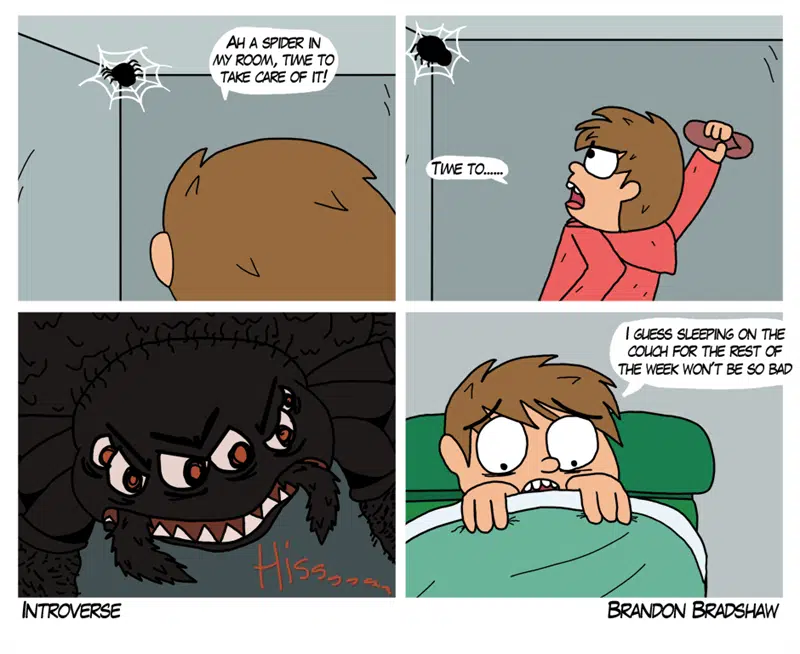 AH A SPIDER IN
MY ROOM, TIME TO
TAKE CARE OF IT!
TIME TO......
Hissssssss
I GUESS SLEEPING ON THE
COUCH FOR THE REST OF
THE WEEK WON'T BE SO BAD
INTROVERSE
BRANDON BRADSHAW